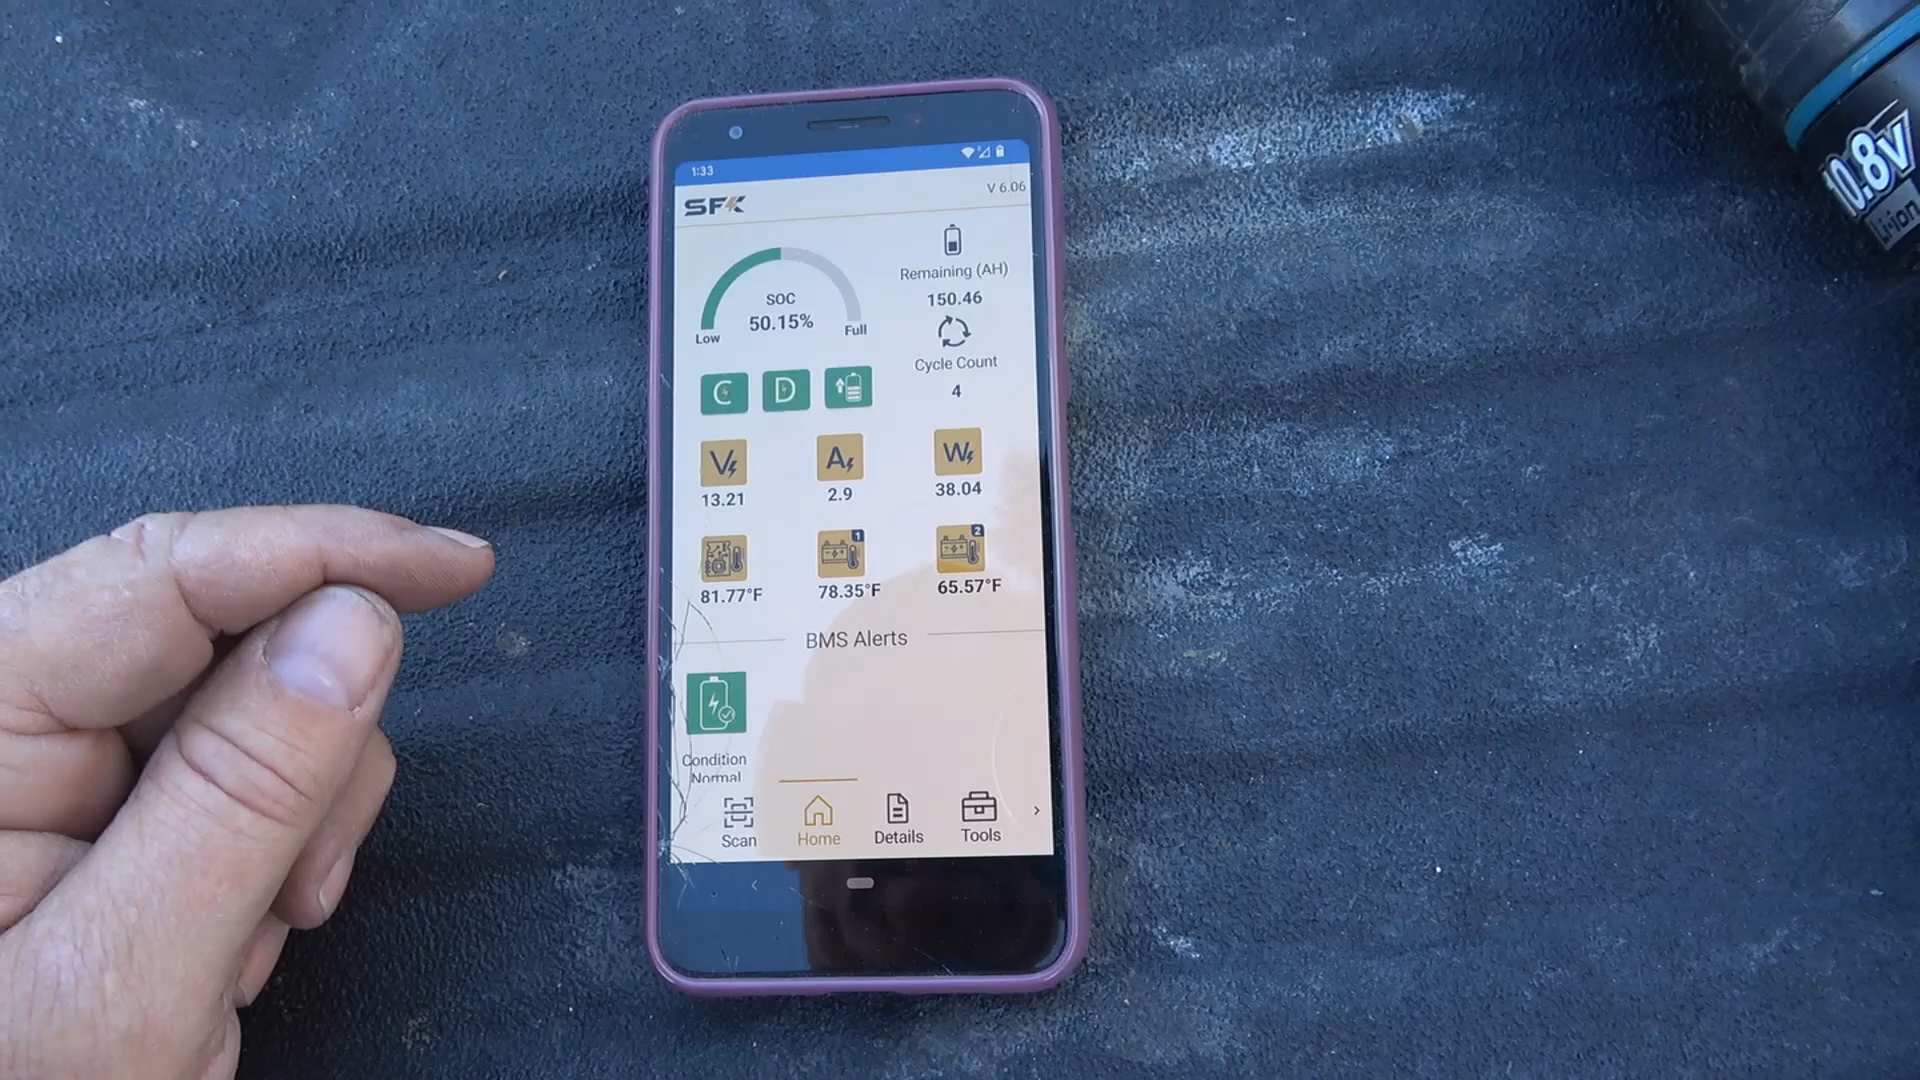 1:33
SFK
V 6.06
SOC
50.15%
Low
Full
Remaining (AH)
150.46
Cycle Count
4
C
D
V
A
W
13.21
2.9
38.04
1
2
81.77°F
78.35°F
65.57°F
BMS Alerts
Condition
Normal
Scan
Home
Details
Tools
10.8v
Li-ion